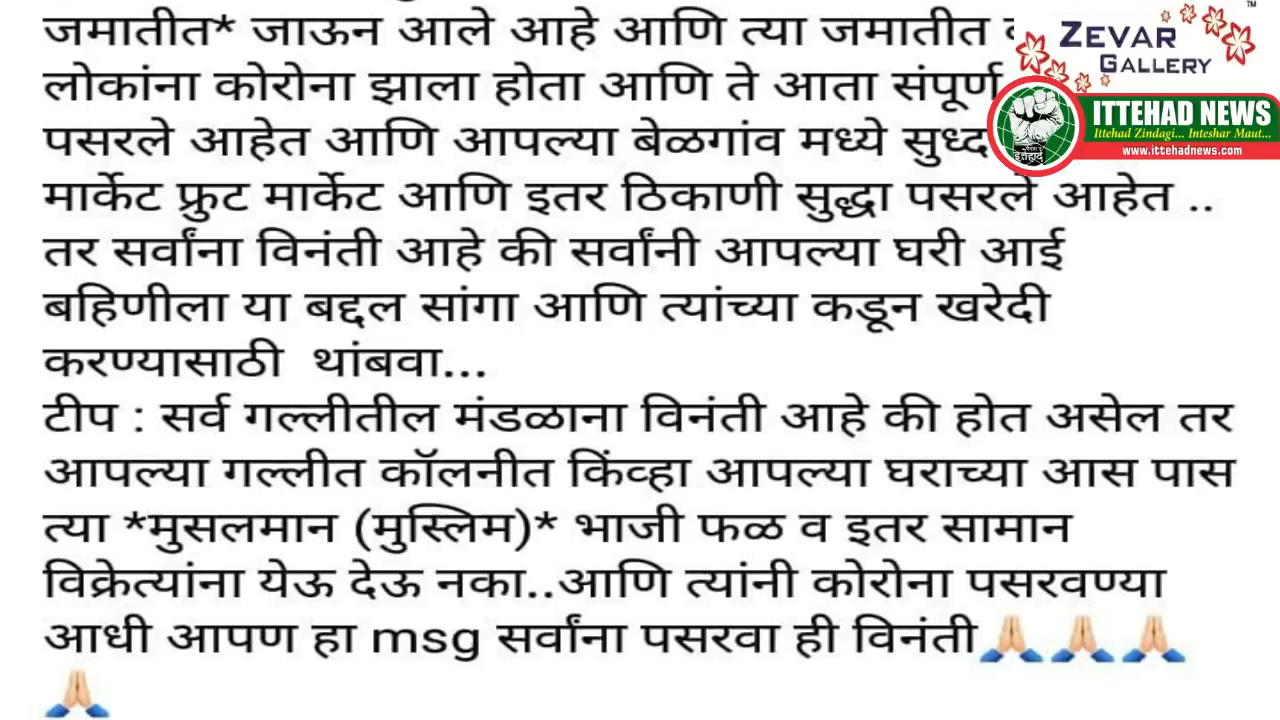 जमातीत* जाऊन आले आहे आणि त्या जमातीत
लोकांना कोरोना झाला होता आणि ते आता संपूर्ण
पसरले आहेत आणि आपल्या बेळगांव मध्ये सुध्द
मार्केट फ्रुट मार्केट आणि इतर ठिकाणी सुद्धा पसरले आहेत ..
तर सर्वांना विनंती आहे की सर्वांनी आपल्या घरी आई
बहिणीला या बद्दल सांगा आणि त्यांच्या कडून खरेदी
करण्यासाठी थांबवा...
टीप : सर्व गल्लीतील मंडळाना विनंती आहे की होत असेल तर
आपल्या गल्लीत कॉलनीत किंव्हा आपल्या घराच्या आस पास
त्या *मुसलमान (मुस्लिम)* भाजी फळ व इतर सामान
विक्रेत्यांना येऊ देऊ नका..आणि त्यांनी कोरोना पसरवण्या
आधी आपण हा msg सर्वांना पसरवा ही विनंती🙏🏻🙏🏻🙏🏻
🙏🏻
ZEVAR
GALLERY
TM
ITTEHAD NEWS
Ittehad Zindagi... Inteshar Maut...
www.ittehadnews.com
इत्तेहाद